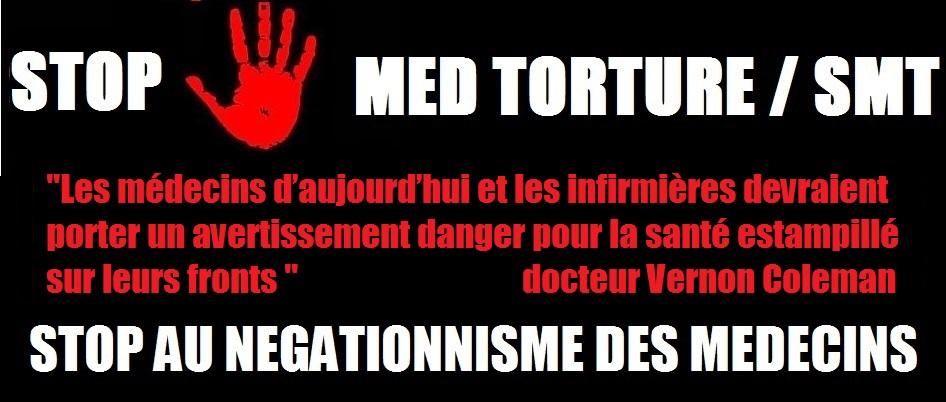 STOP MED TORTURE / SMT
"Les médecins d’aujourd’hui et les infirmières devraient
porter un avertissement danger pour la santé estampillé
sur leurs fronts " docteur Vernon Coleman
STOP AU NEGATIONNISME DES MEDECINS